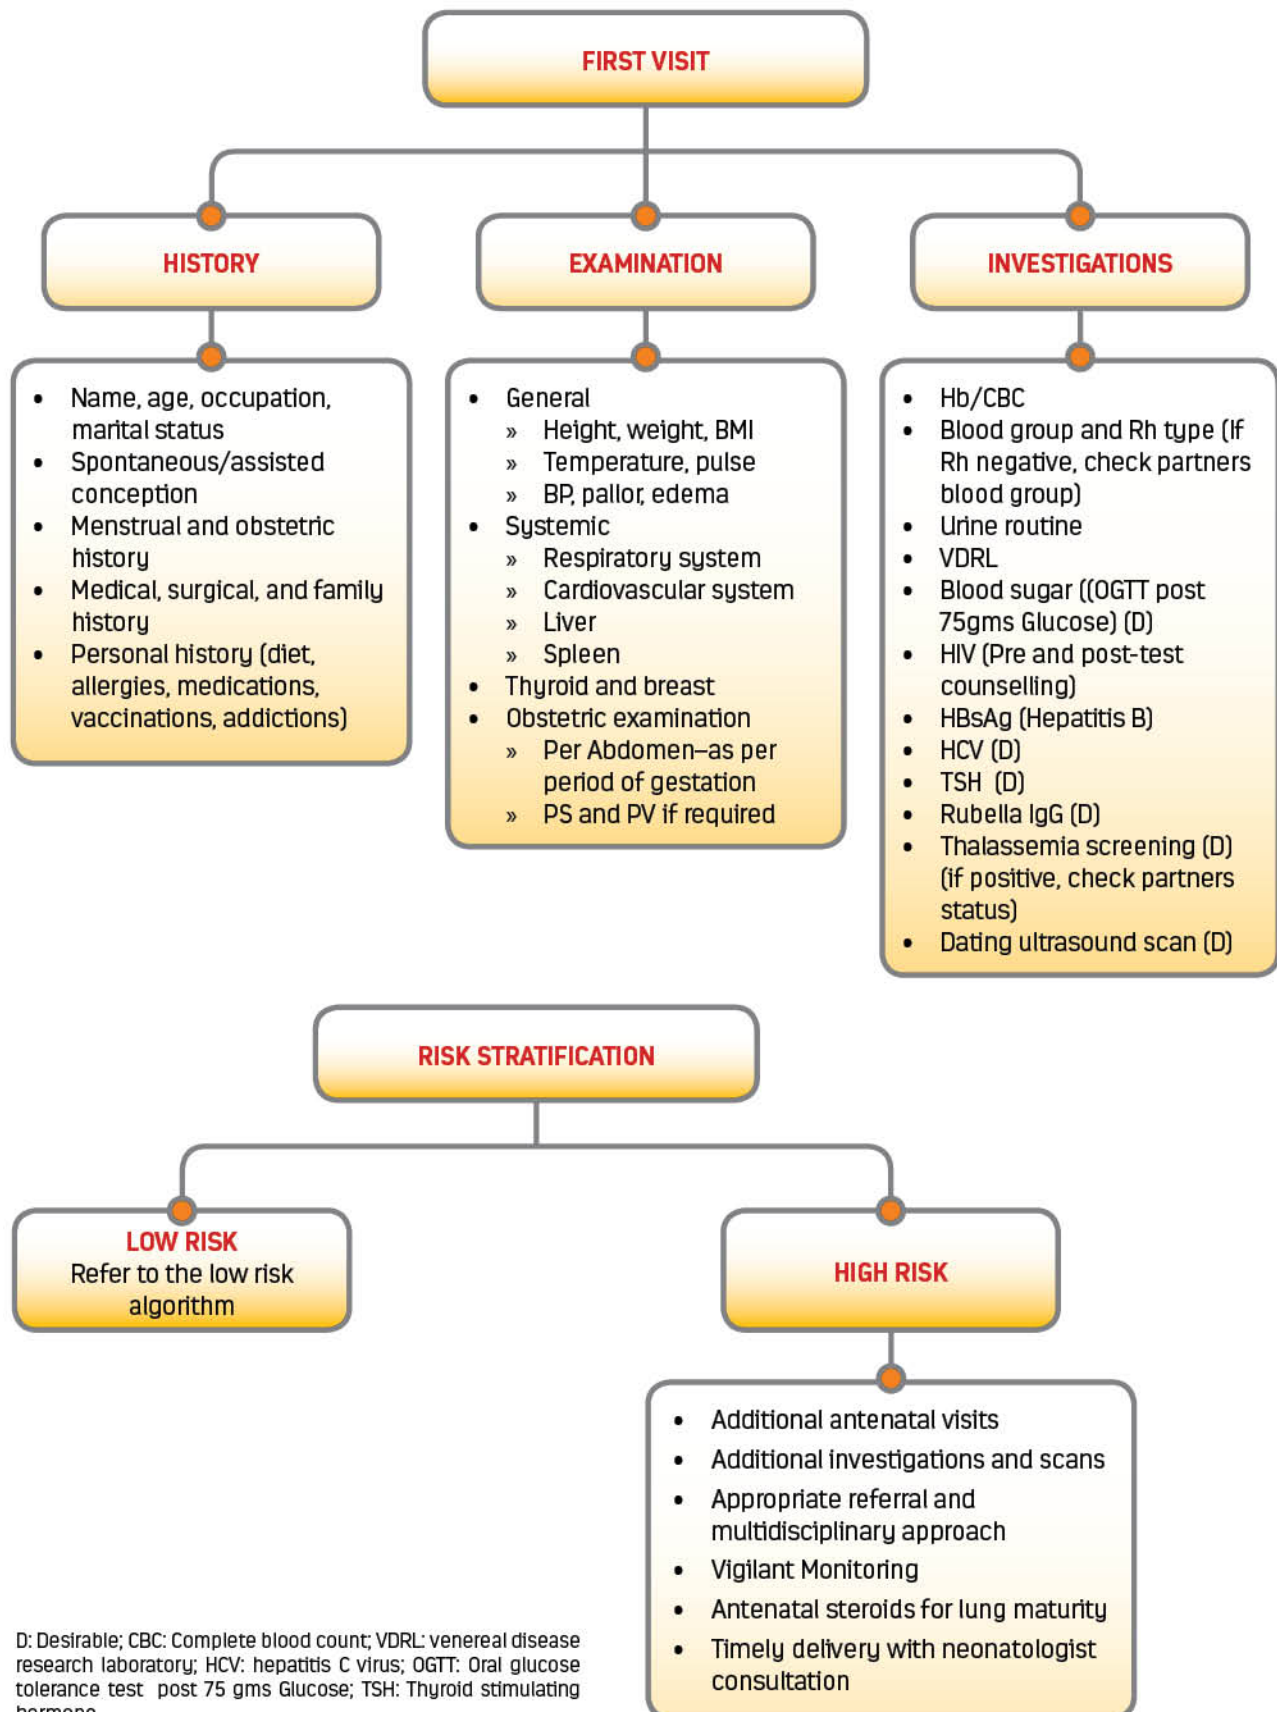 FIRST VISIT
HISTORY
• Name, age, occupation,
marital status
• Spontaneous/assisted
conception
• Menstrual and obstetric
history
• Medical, surgical, and family
history
• Personal history (diet,
allergies, medications,
vaccinations, addictions)
EXAMINATION
• General
» Height, weight, BMI
» Temperature, pulse
» BP, pallor, edema
• Systemic
» Respiratory system
» Cardiovascular system
» Liver
» Spleen
• Thyroid and breast
• Obstetric examination
» Per Abdomen–as per
period of gestation
» PS and PV if required
INVESTIGATIONS
• Hb/CBC
• Blood group and Rh type (If
Rh negative, check partners
blood group)
• Urine routine
• VDRL
• Blood sugar ((OGTT post
75gms Glucose) (D)
• HIV (Pre and post-test
counselling)
• HBsAg (Hepatitis B)
• HCV (D)
• TSH (D)
• Rubella IgG (D)
• Thalassemia screening (D)
(if positive, check partners
status)
• Dating ultrasound scan (D)
RISK STRATIFICATION
LOW RISK
Refer to the low risk
algorithm
HIGH RISK
• Additional antenatal visits
• Additional investigations and scans
• Appropriate referral and
multidisciplinary approach
• Vigilant Monitoring
• Antenatal steroids for lung maturity
• Timely delivery with neonatologist
consultation
D: Desirable; CBC: Complete blood count; VDRL: venereal disease
research laboratory; HCV: hepatitis C virus; OGTT: Oral glucose
tolerance test post 75 gms Glucose; TSH: Thyroid stimulating
hormone